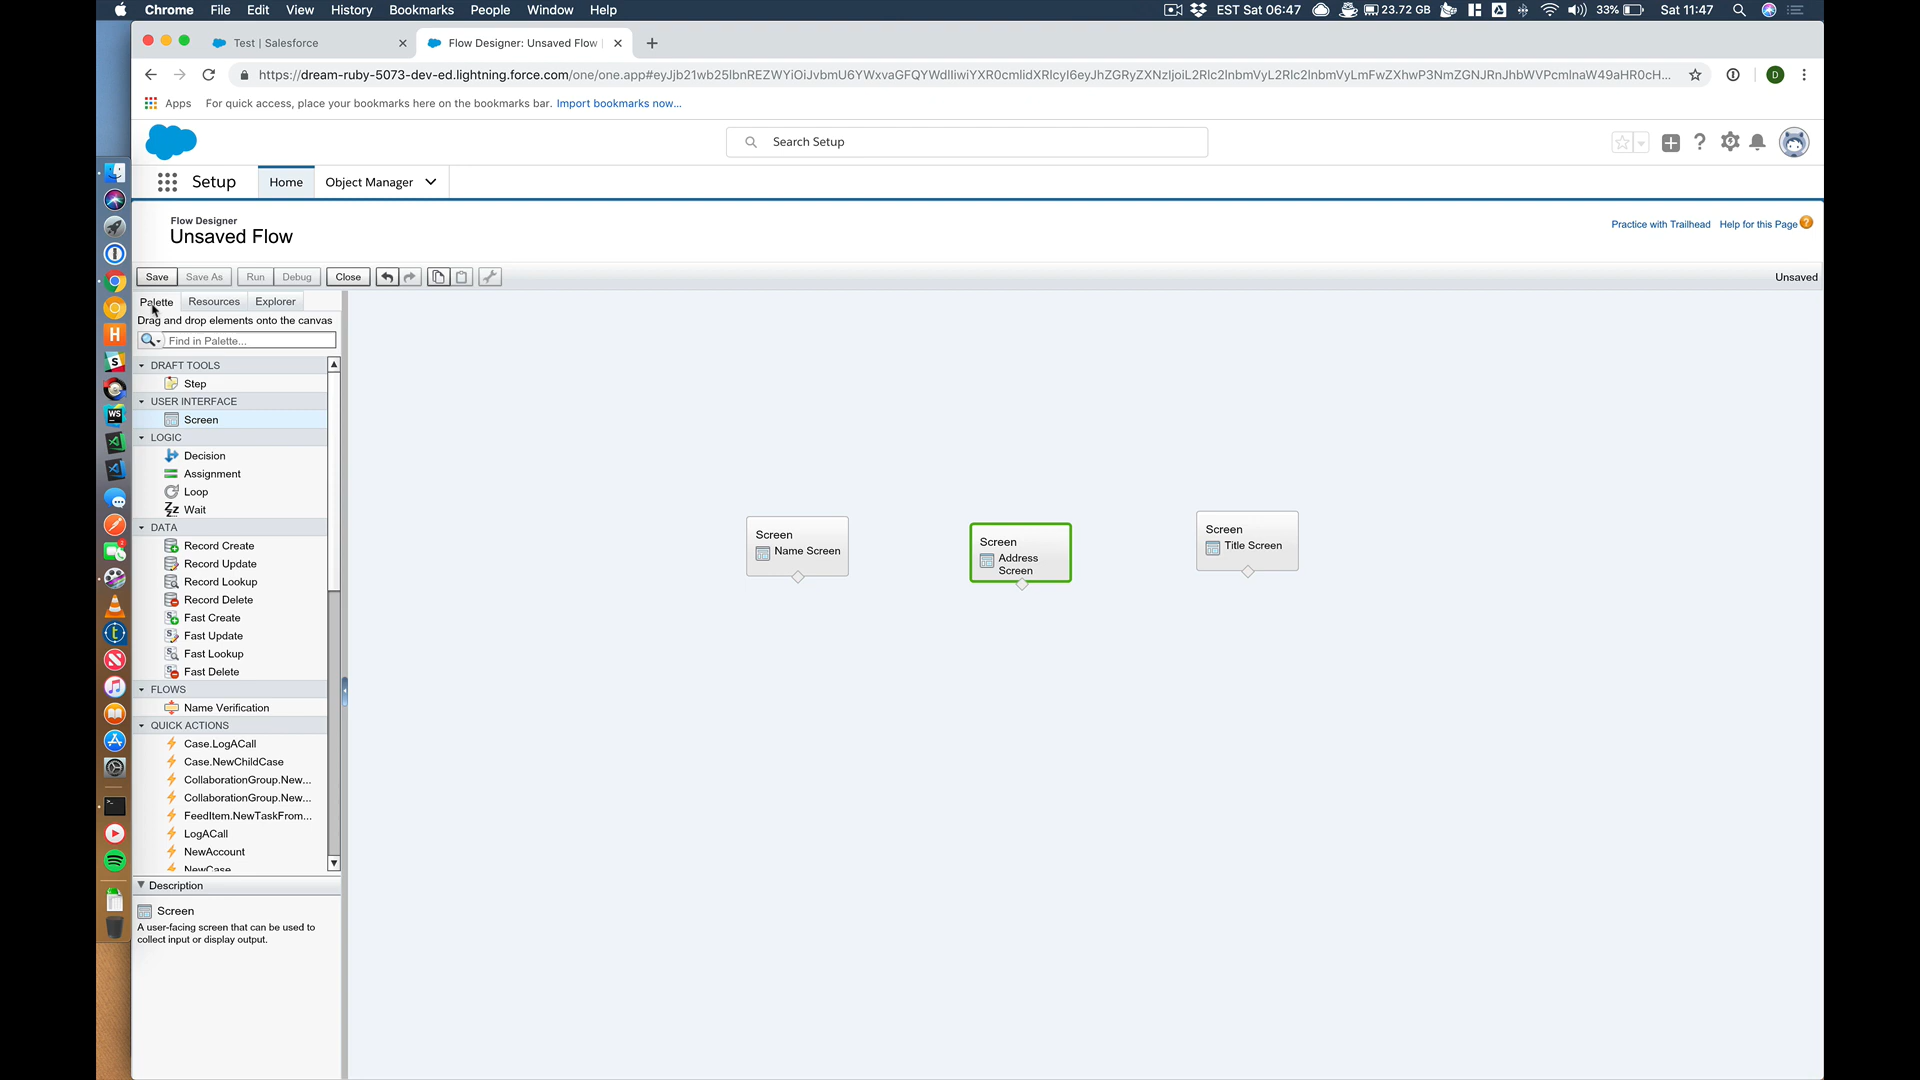 Chrome File Edit View History Bookmarks People Window Help EST Sat 06:47 23.72 GB 33% Sat 11:47
Test | Salesforce Flow Designer: Unsaved Flow
https://dream-ruby-5073-dev-ed.lightning.force.com/one/one.app#
Apps For quick access, place your bookmarks here on the bookmarks bar. Import bookmarks now...
Search Setup
Setup Home Object Manager
Flow Designer
Unsaved Flow
Practice with Trailhead Help for this Page ?
Save Save As Run Debug Close Unsaved
Palette Resources Explorer
Drag and drop elements onto the canvas
Find in Palette...
DRAFT TOOLS
Step
USER INTERFACE
Screen
LOGIC
Decision
Assignment
Loop
Wait
DATA
Record Create
Record Update
Record Lookup
Record Delete
Fast Create
Fast Update
Fast Lookup
Fast Delete
FLOWS
Name Verification
QUICK ACTIONS
Case.LogACall
Case.NewChildCase
CollaborationGroup.New...
CollaborationGroup.New...
FeedItem.NewTaskFrom...
LogACall
NewAccount
NewCase
Description
Screen
A user-facing screen that can be used to
collect input or display output.
Screen
Name Screen
Screen
Address
Screen
Screen
Title Screen